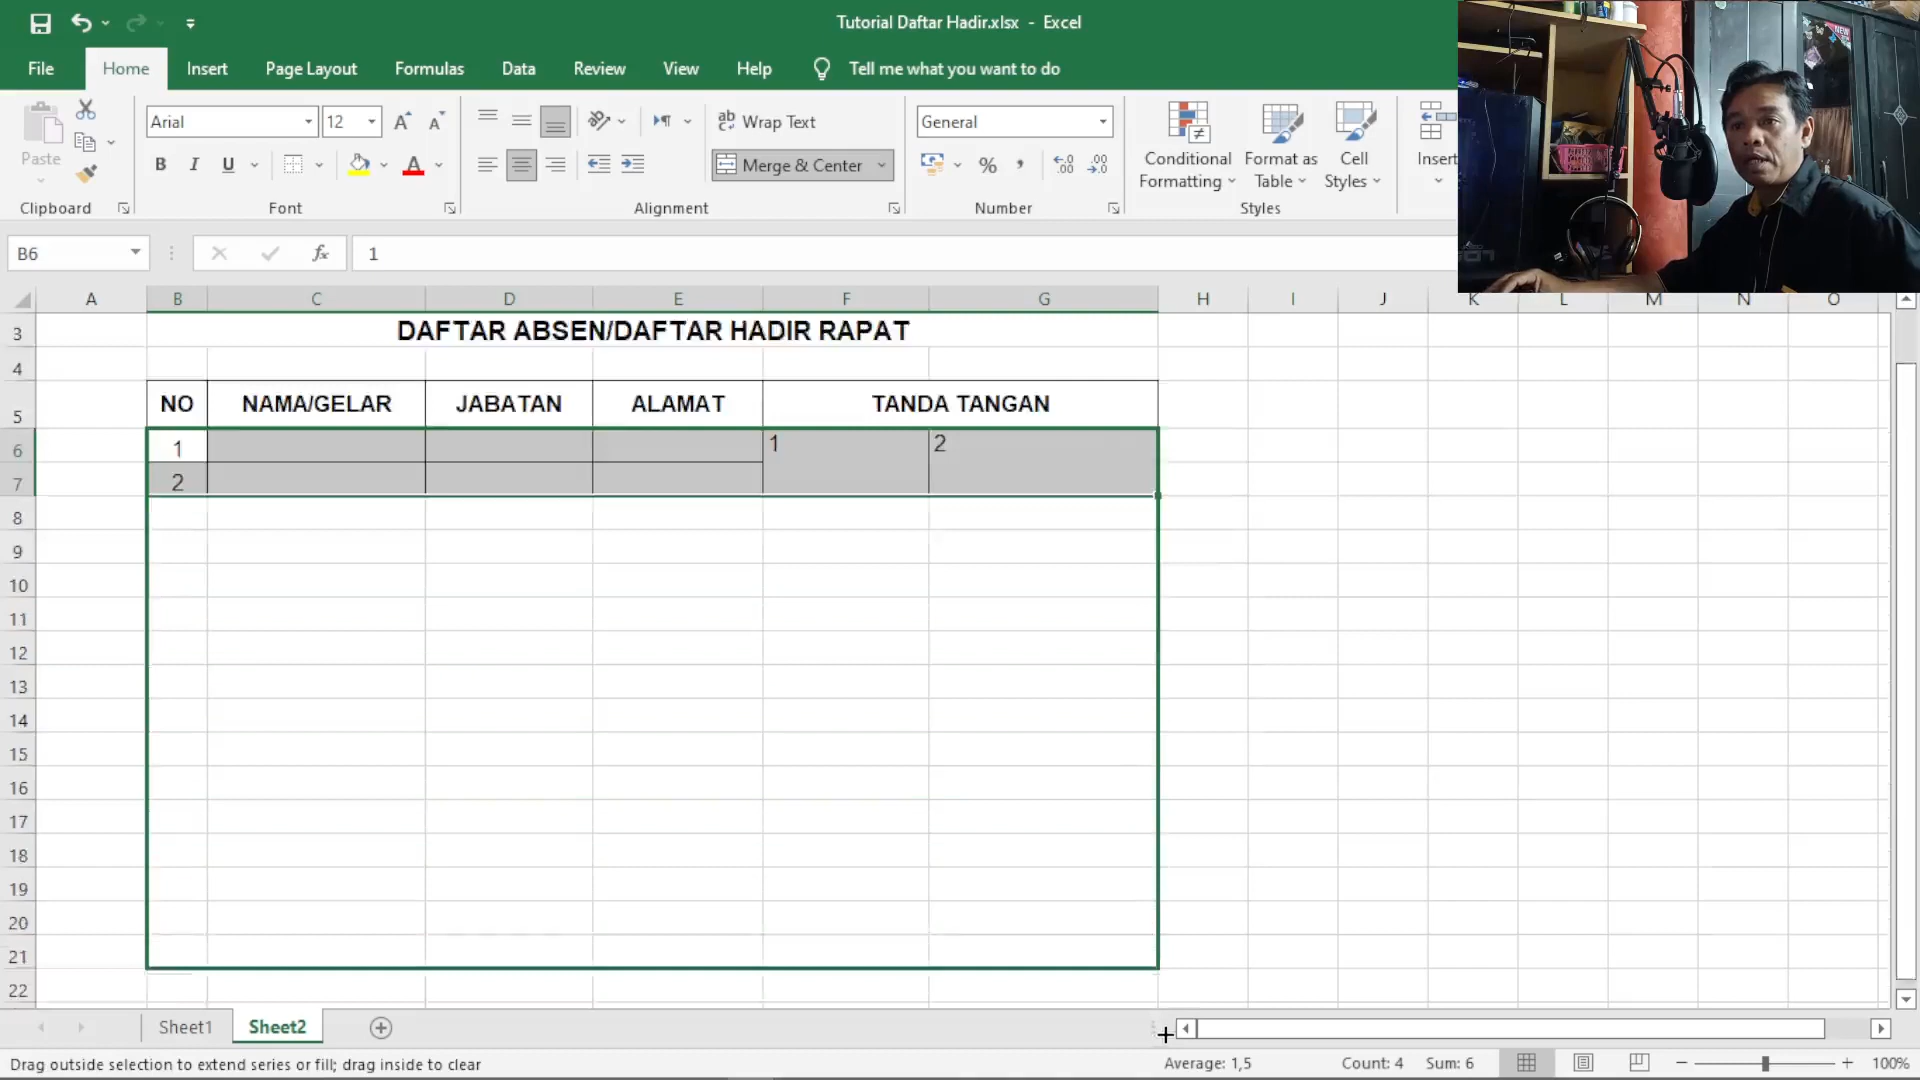 Tutorial Daftar Hadir.xlsx - Excel
File Home Insert Page Layout Formulas Data Review View Help Tell me what you want to do
Paste
Clipboard
Arial 12
B I U
Font
Wrap Text
Merge & Center
Alignment
General
% ,
Number
Conditional Formatting
Format as Table
Cell Styles
Styles
Insert
B6
fx 1
A B C D E F G H I J K L M N O
3 DAFTAR ABSEN/DAFTAR HADIR RAPAT
4
5 NO NAMA/GELAR JABATAN ALAMAT TANDA TANGAN
6 1 1 2
7 2
8
9
10
11
12
13
14
15
16
17
18
19
20
21
22
Sheet1 Sheet2
Drag outside selection to extend series or fill; drag inside to clear Average: 1,5 Count: 4 Sum: 6 100%